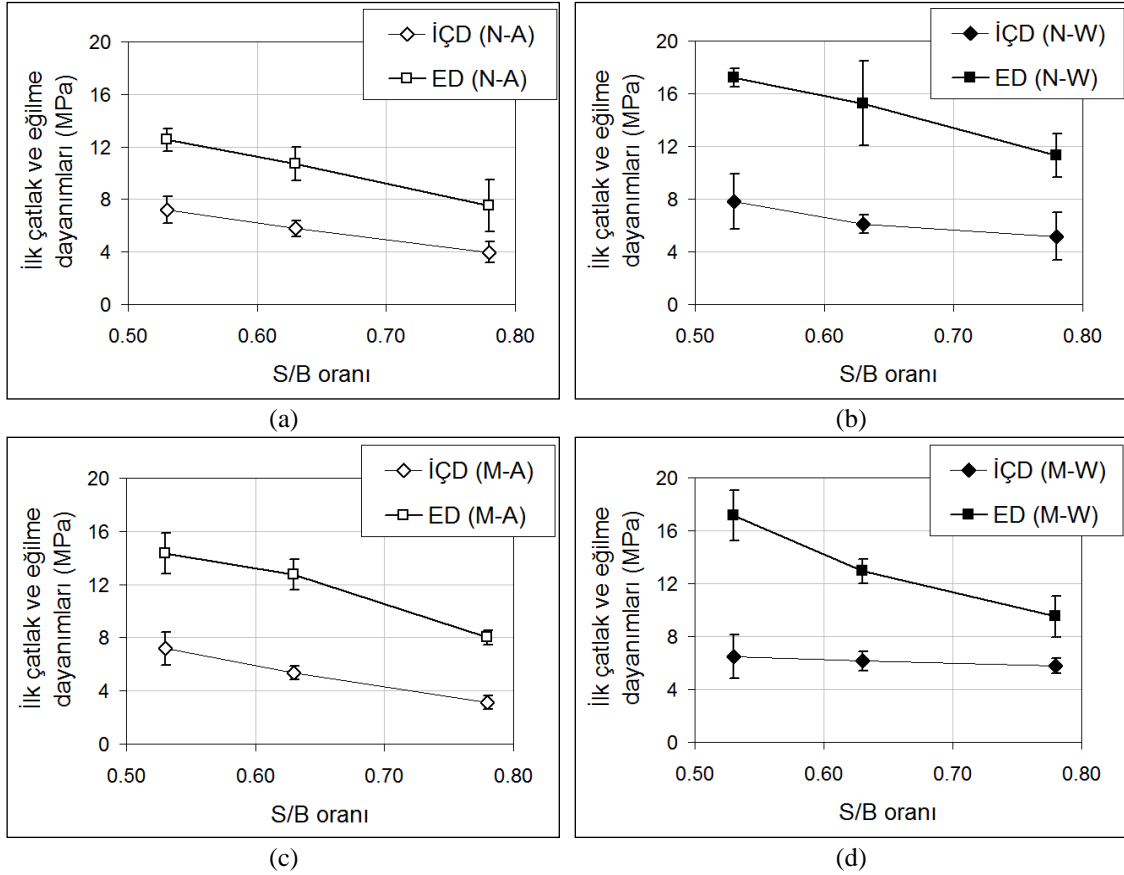 İÇD (N-A)
ED (N-A)
İlk çatlak ve eğilme
dayanımları (MPa)
20
16
12
8
4
0
0.50
0.60
0.70
0.80
S/B oranı
(a)
İÇD (N-W)
ED (N-W)
İlk çatlak ve eğilme
dayanımları (MPa)
20
16
12
8
4
0
0.50
0.60
0.70
0.80
S/B oranı
(b)
İÇD (M-A)
ED (M-A)
İlk çatlak ve eğilme
dayanımları (MPa)
20
16
12
8
4
0
0.50
0.60
0.70
0.80
S/B oranı
(c)
İÇD (M-W)
ED (M-W)
İlk çatlak ve eğilme
dayanımları (MPa)
20
16
12
8
4
0
0.50
0.60
0.70
0.80
S/B oranı
(d)